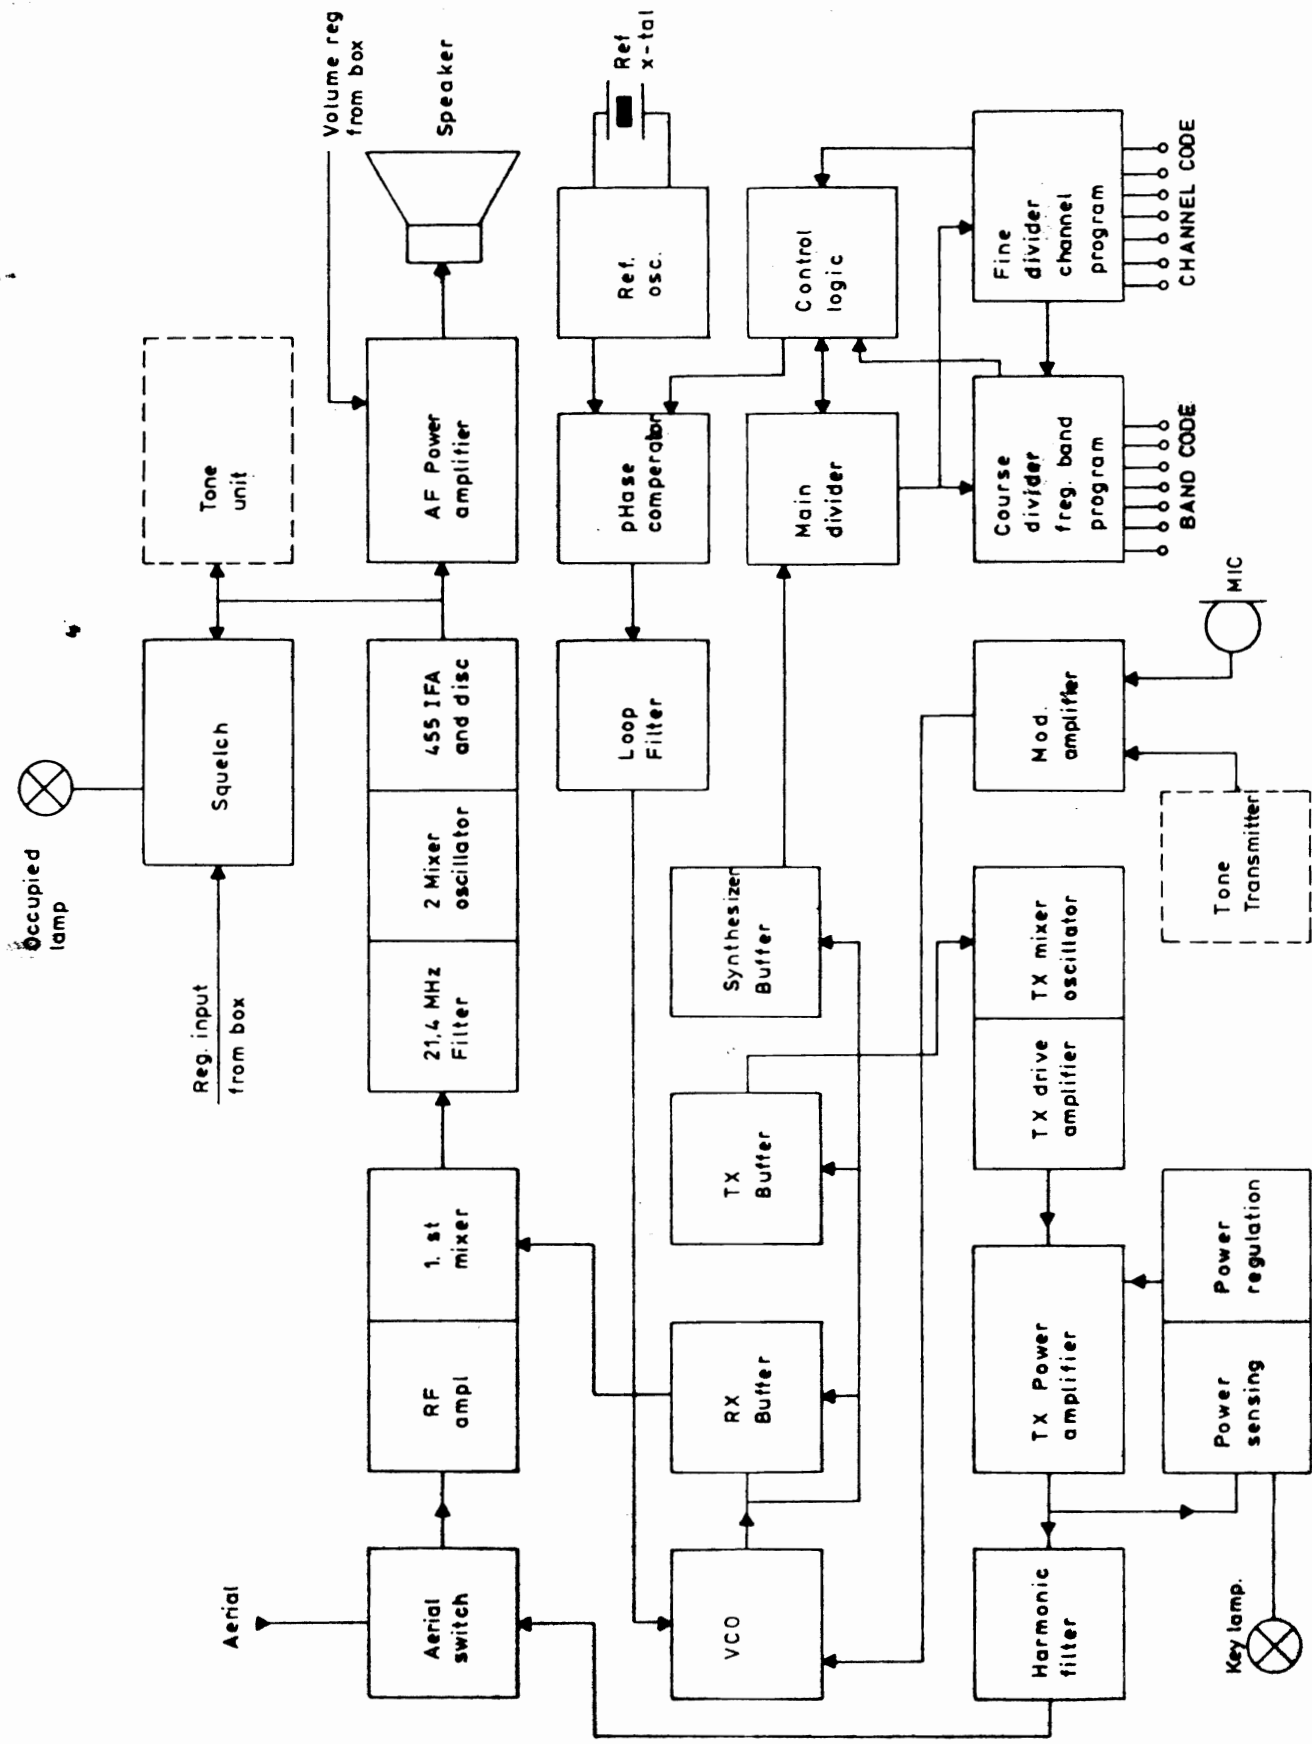 Occupied
lamp
Reg. input
from box
Squelch
Tone
unit
Volume reg
from box
Aerial
Aerial
switch
RF
ampl
1. st
mixer
21,4 MHz
Filter
2 Mixer
oscillator
455 IFA
and disc
AF Power
amplifier
Speaker
Loop
Filter
pHase
comperator
Ref.
osc.
Ref
x-tal
VCO
RX
Buffer
TX
Buffer
Synthesizer
Buffer
Main
divider
Control
logic
Harmonic
filter
TX Power
amplifier
TX drive
amplifier
TX mixer
oscillator
Mod.
amplifier
Course
divider
freg. band
program
Fine
divider
channel
program
BAND CODE
CHANNEL CODE
Key lamp.
Power
sensing
Power
regulation
Tone
Transmitter
MIC